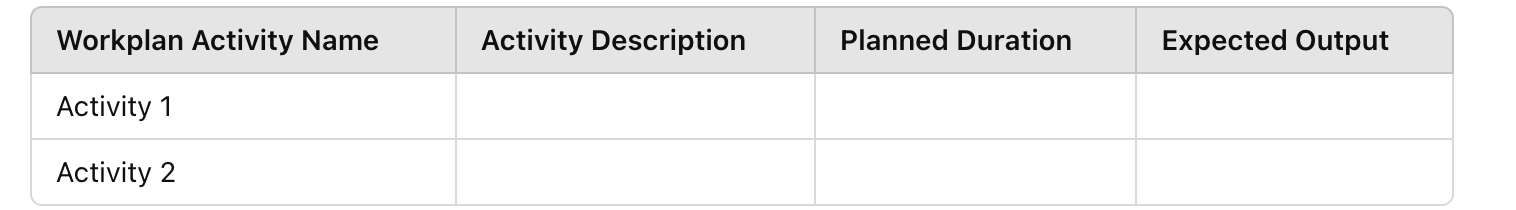 Workplan Activity Name Activity Description Planned Duration Expected Output
Activity 1
Activity 2